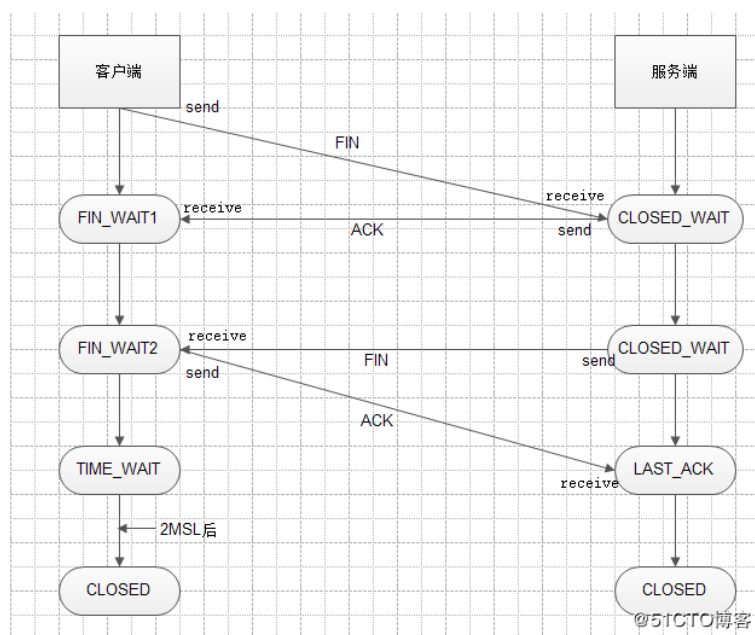 客户端
服务端
send
FIN
receive
FIN_WAIT1
receive
CLOSED_WAIT
ACK
send
FIN_WAIT2
receive
CLOSED_WAIT
FIN
send
send
ACK
TIME_WAIT
LAST_ACK
receive
2MSL后
CLOSED
CLOSED
@51CTO博客